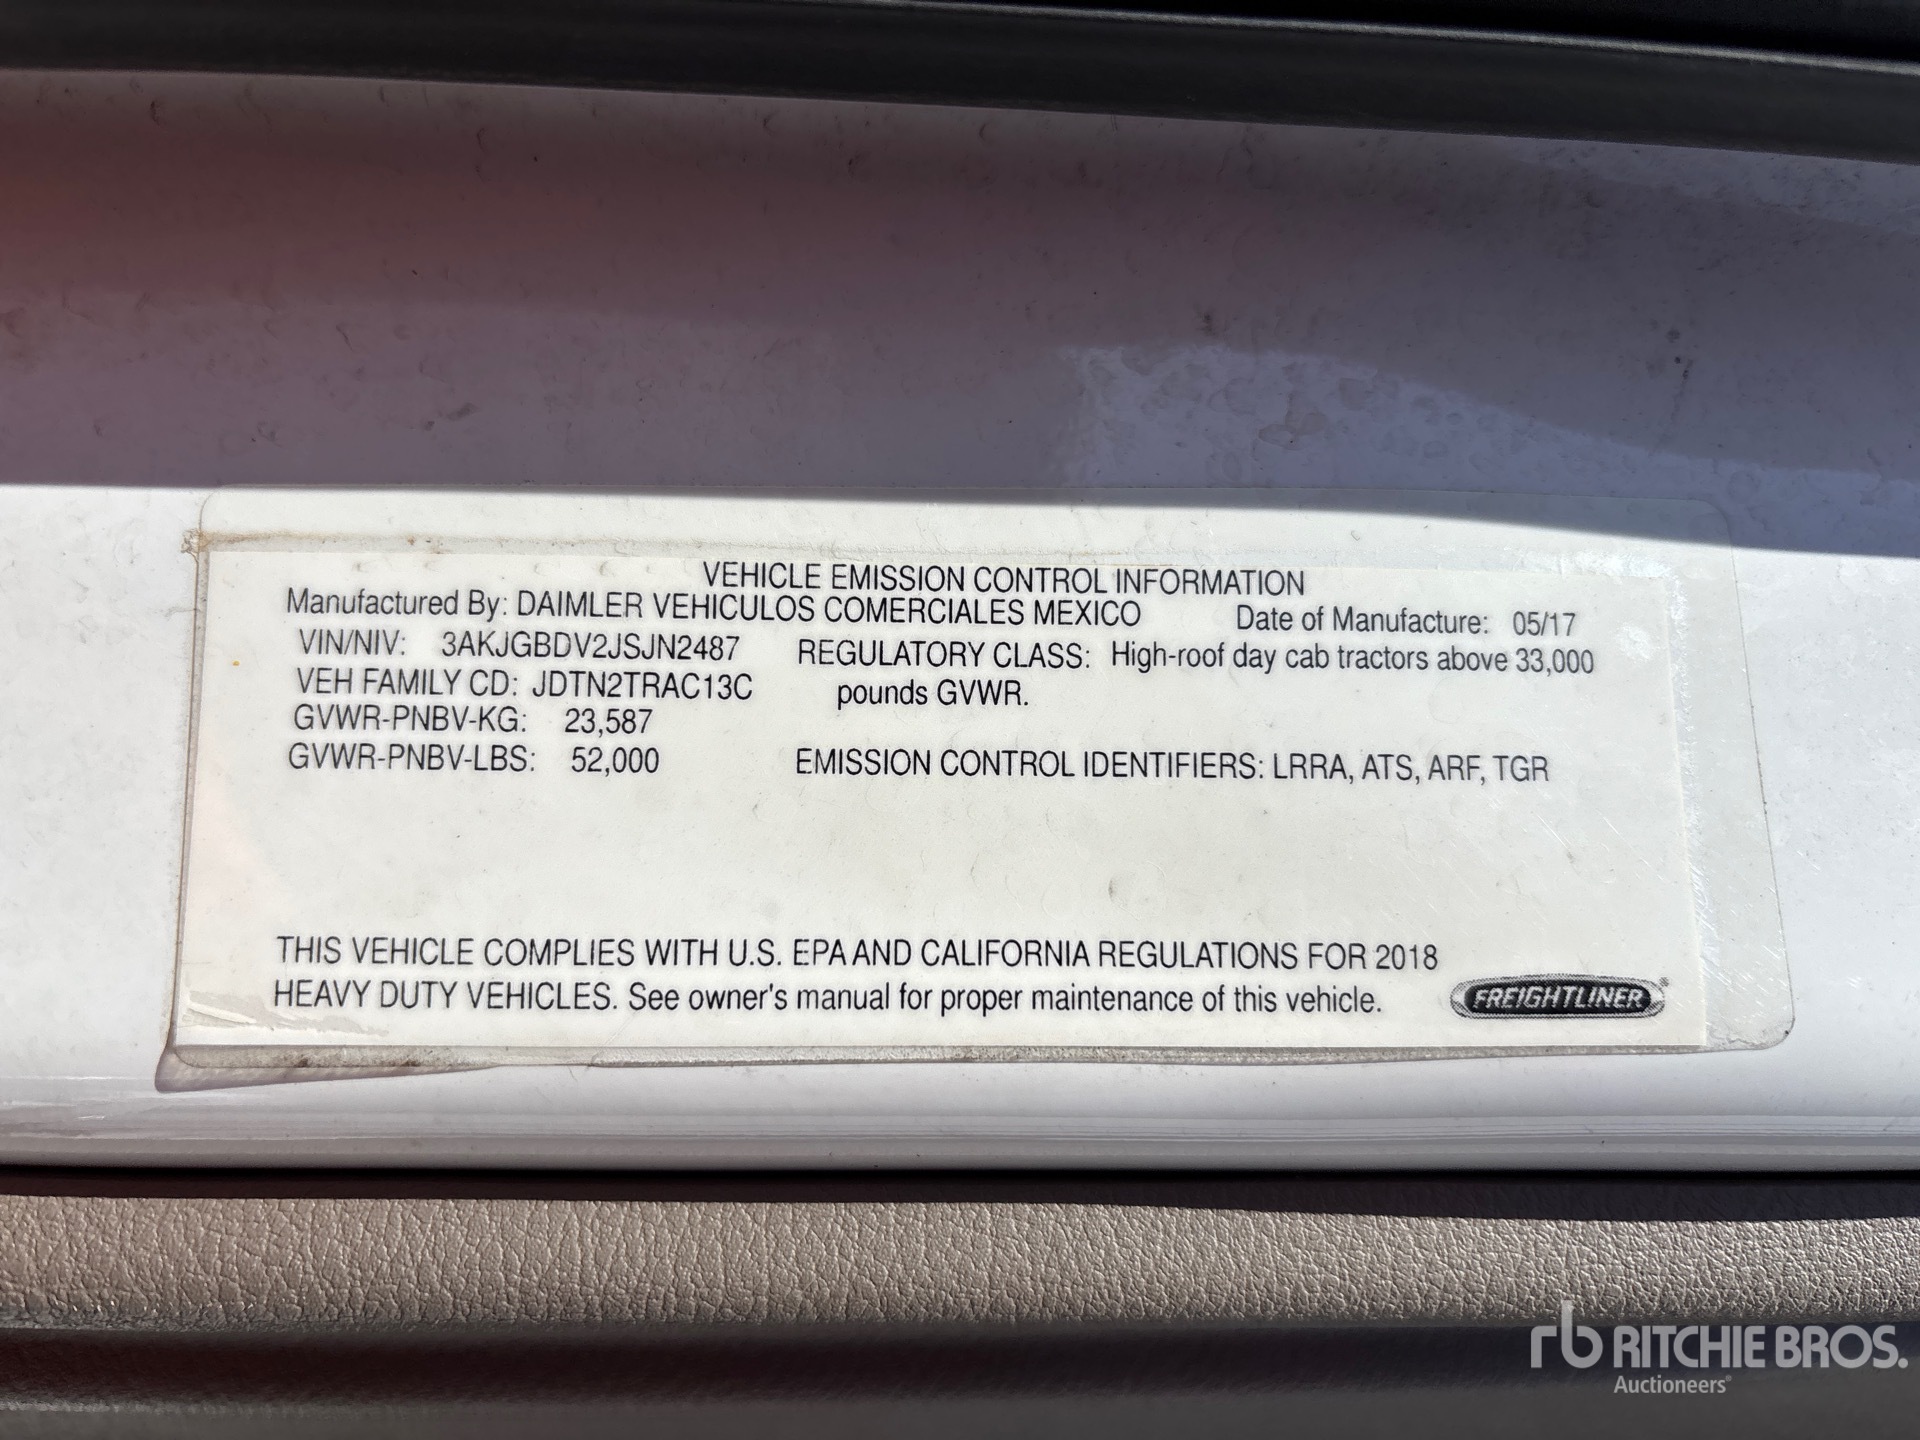 VEHICLE EMISSION CONTROL INFORMATION
Manufactured By: DAIMLER VEHICULOS COMERCIALES MEXICO Date of Manufacture: 05/17
VIN/NIV: 3AKJGBDV2JSJN2487
VEH FAMILY CD: JDTN2TRAC13C
GVWR-PNBV-KG: 23,587
GVWR-PNBV-LBS: 52,000
REGULATORY CLASS: High-roof day cab tractors above 33,000
pounds GVWR.
EMISSION CONTROL IDENTIFIERS: LRRA, ATS, ARF, TGR
THIS VEHICLE COMPLIES WITH U.S. EPA AND CALIFORNIA REGULATIONS FOR 2018
HEAVY DUTY VEHICLES. See owner's manual for proper maintenance of this vehicle.
FREIGHTLINER®
rb RITCHIE BROS.
Auctioneers®